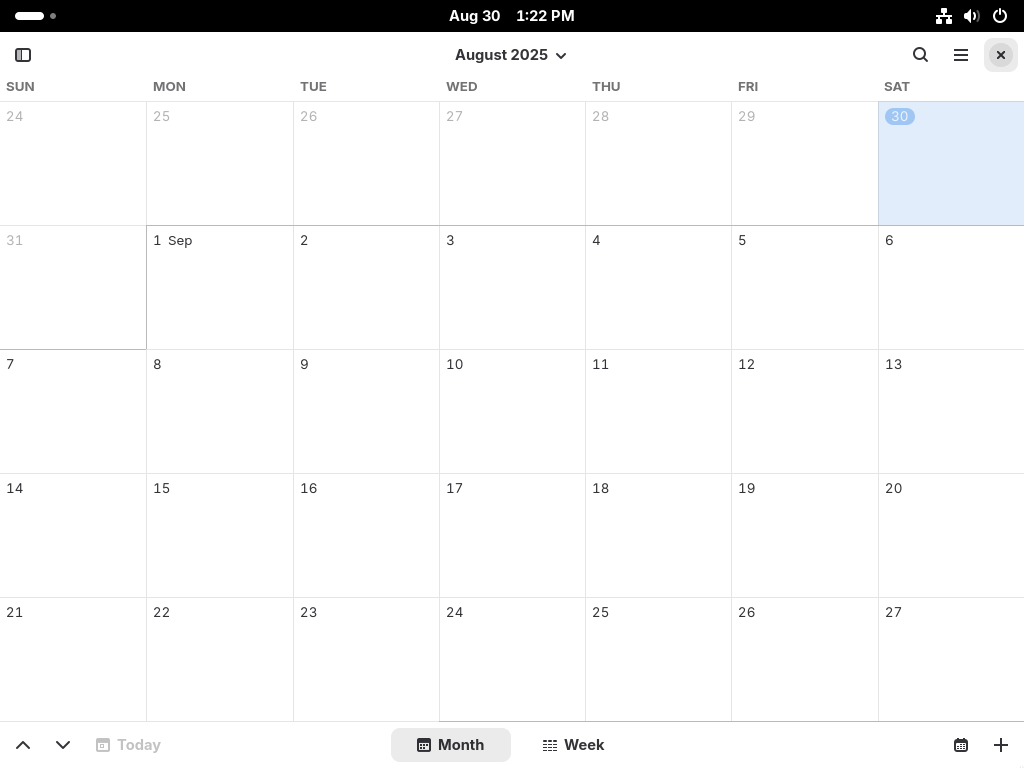 Aug 30 1:22 PM
August 2025
SUN MON TUE WED THU FRI SAT
24 25 26 27 28 29 30
31 1 Sep 2 3 4 5 6
7 8 9 10 11 12 13
14 15 16 17 18 19 20
21 22 23 24 25 26 27
Today Month Week